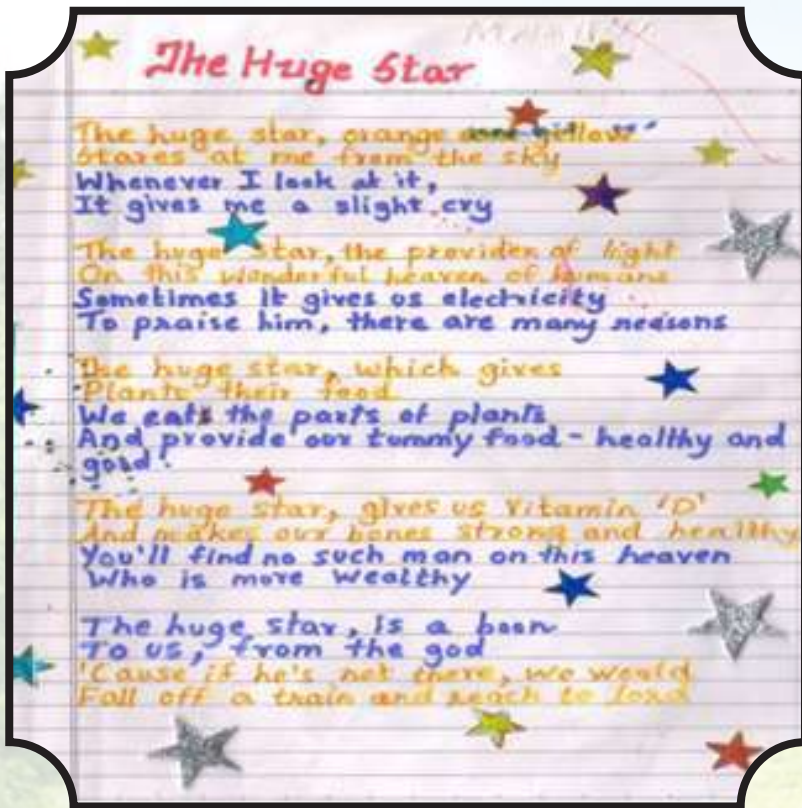 The Huge Star
The huge star, orange and yellow
Stares at me from the sky
Whenever I look at it,
It gives me a slight cry
The huge star, the provider of light
On this wonderful heaven of humans
Sometimes it gives us electricity
To praise him, there are many reasons
The huge star, which gives
Plants their food
We eats the parts of plants
And provide our tummy food - healthy and
good.
The huge star, gives us Vitamin 'D'
And makes our bones strong and healthy
You'll find no such man on this heaven
Who is more wealthy
The huge star, is a boon
To us, from the god
'Cause if he's not there, we would
Fall off a train and reach to lord